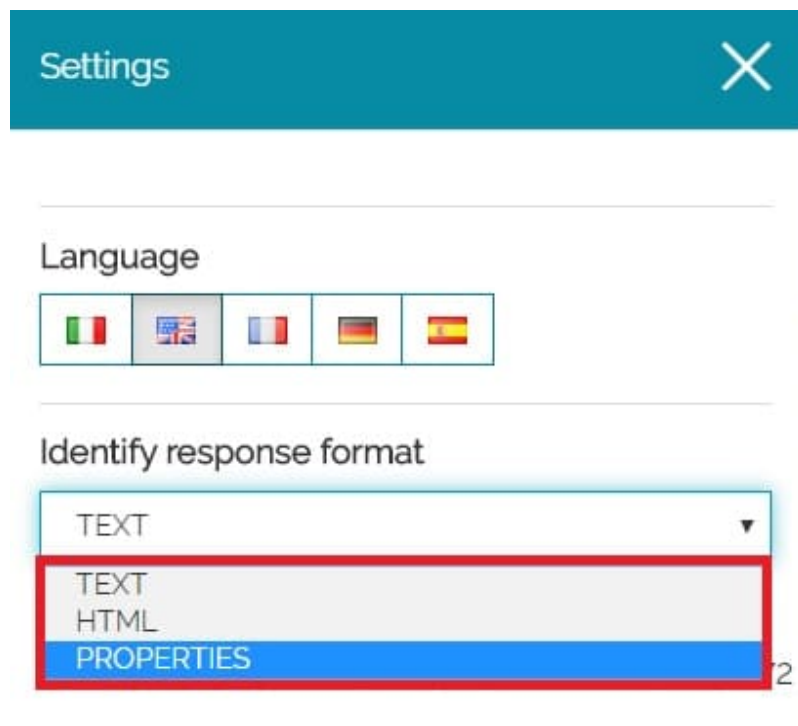 Settings
Language
Identify response format
TEXT
TEXT
HTML
PROPERTIES